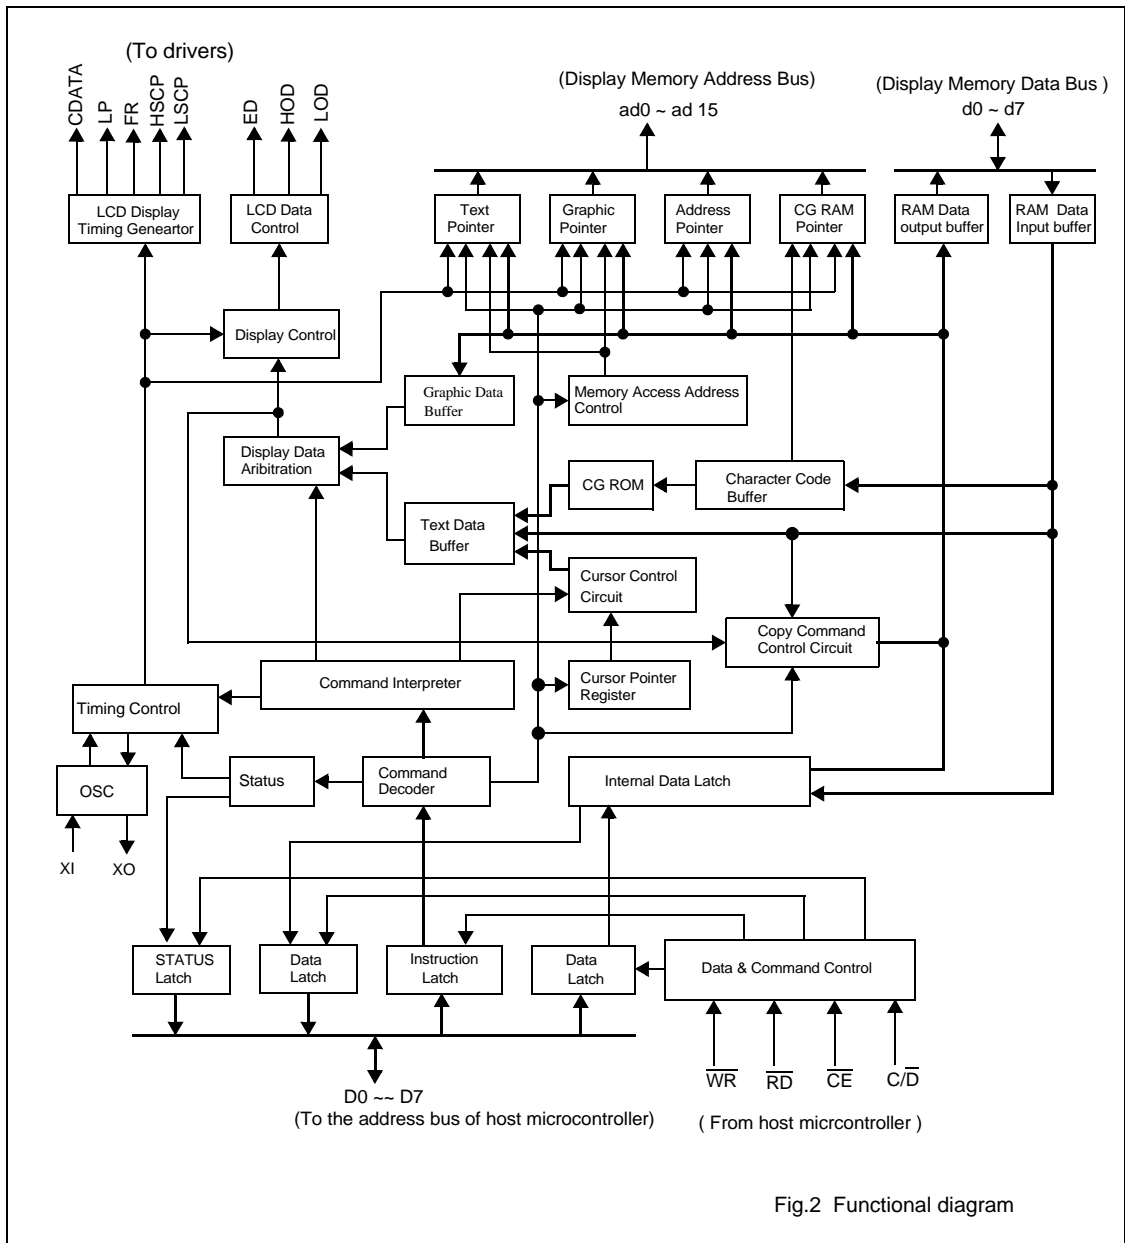 (To drivers)
CDATA
LP
FR
HSCP
LSCP
ED
HOD
LOD
(Display Memory Address Bus)
ad0 ~ ad 15
(Display Memory Data Bus )
d0 ~ d7
LCD Display
Timing Geneartor
LCD Data
Control
Text
Pointer
Graphic
Pointer
Address
Pointer
CG RAM
Pointer
RAM Data
output buffer
RAM Data
Input buffer
Display Control
Graphic Data
Buffer
Memory Access Address
Control
Display Data
Aribitration
CG ROM
Character Code
Buffer
Text Data
Buffer
Cursor Control
Circuit
Copy Command
Control Circuit
Command Interpreter
Cursor Pointer
Register
Timing Control
OSC
XI
XO
Status
Command
Decoder
Internal Data Latch
STATUS
Latch
Data
Latch
Instruction
Latch
Data
Latch
Data & Command Control
W̅R̅
R̅D̅
C̅E̅
C/D̅
D0 ~~ D7
(To the address bus of host microcontroller)
( From host micrcontroller )
Fig.2 Functional diagram